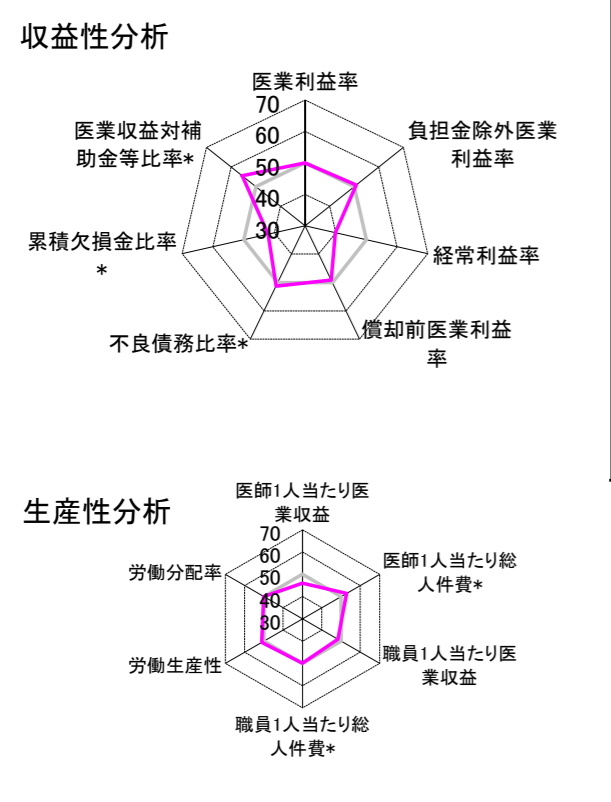 収益性分析
医業利益率
70
60
50
40
30
負担金除外医業
利益率
経常利益率
償却前医業利益
率
不良債務比率*
累積欠損金比率
*
医業収益対補
助金等比率*
生産性分析
医師1人当たり医
業収益
70
60
50
40
30
医師1人当たり総
人件費*
職員1人当たり医
業収益
職員1人当たり総
人件費*
労働生産性
労働分配率